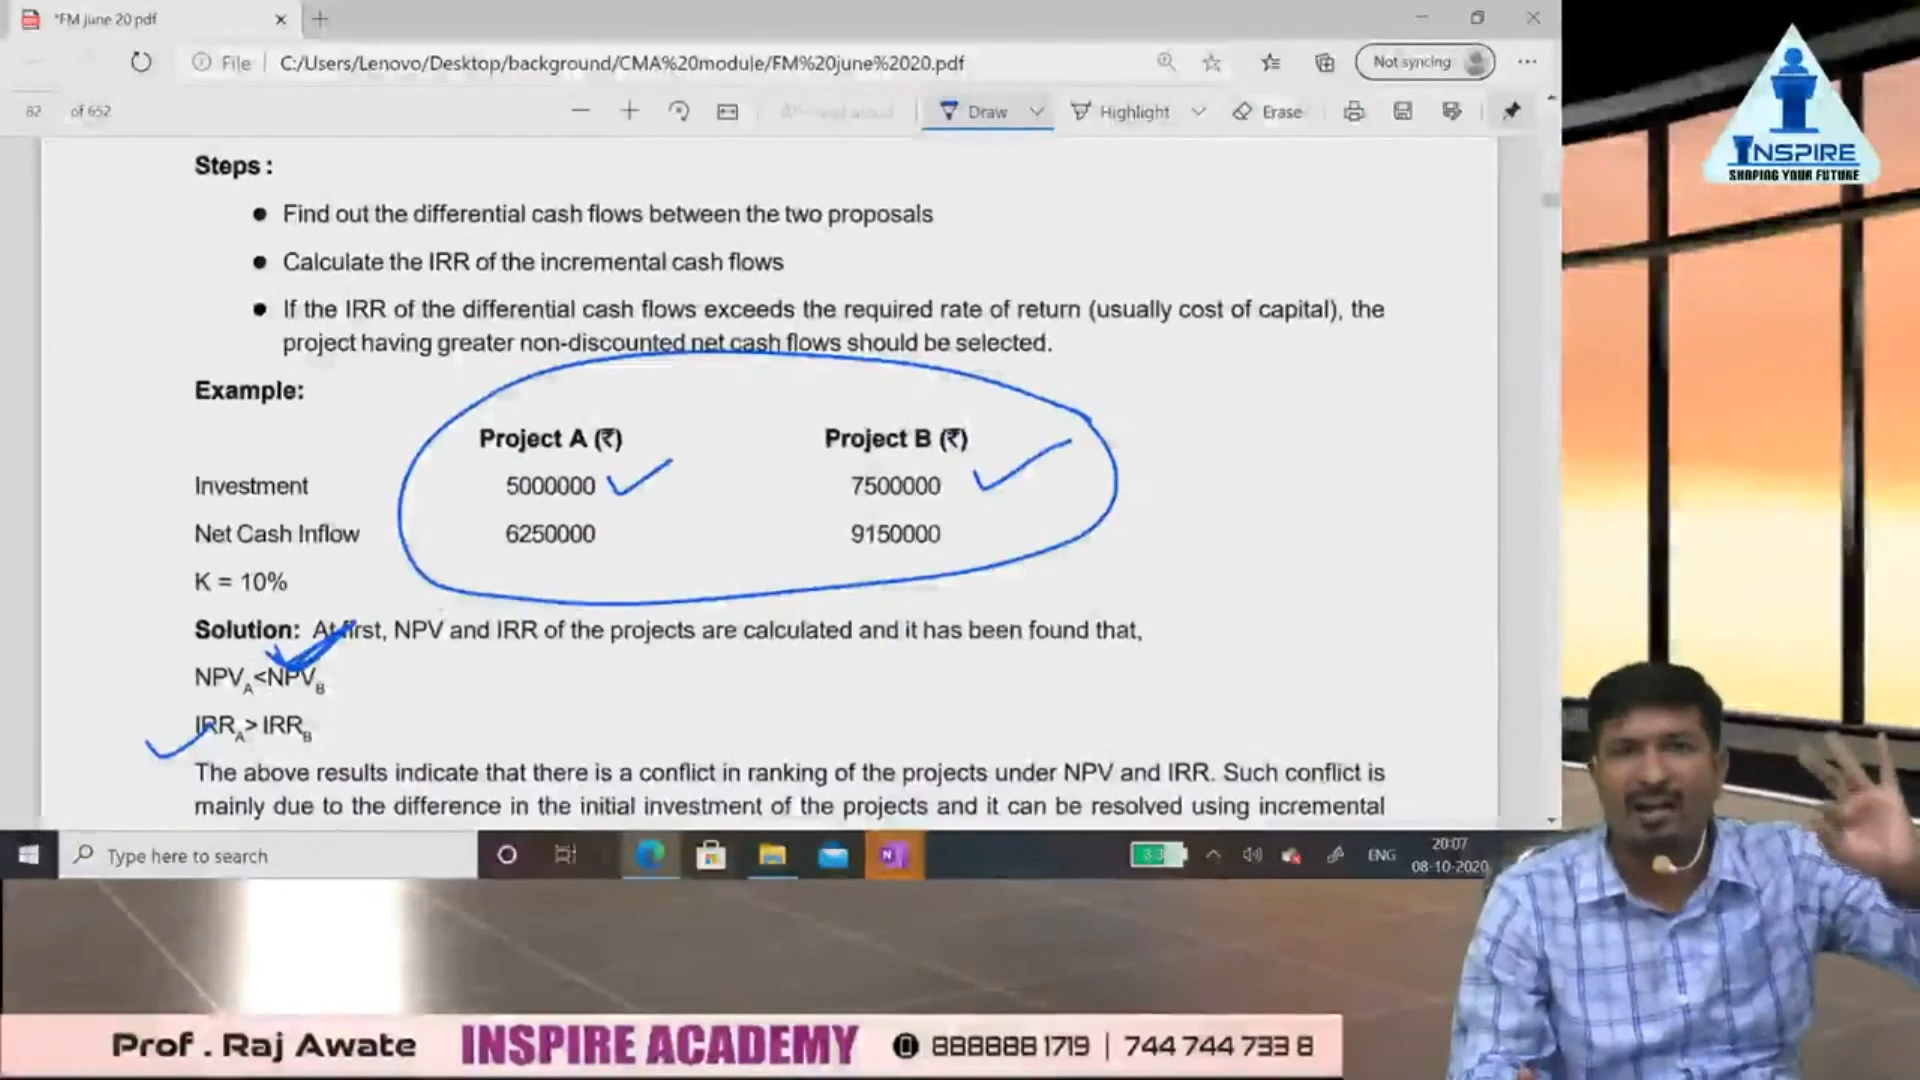 *FM june 20 pdf
File
C:/Users/Lenovo/Desktop/background/CMA%20module/FM%20june%2020.pdf
Not syncing
82 of 652
Draw
Highlight
Erase
Steps :
● Find out the differential cash flows between the two proposals
● Calculate the IRR of the incremental cash flows
● If the IRR of the differential cash flows exceeds the required rate of return (usually cost of capital), the
project having greater non-discounted net cash flows should be selected.
Example:
Project A (₹) Project B (₹)
Investment 5000000 7500000
Net Cash Inflow 6250000 9150000
K = 10%
Solution: At first, NPV and IRR of the projects are calculated and it has been found that,
NPVA<NPVB
IRRA> IRRB
The above results indicate that there is a conflict in ranking of the projects under NPV and IRR. Such conflict is
mainly due to the difference in the initial investment of the projects and it can be resolved using incremental
Type here to search
ENG
20:07
08-10-2020
INSPIRE
SHAPING YOUR FUTURE
Prof . Raj Awate INSPIRE ACADEMY 888888 1719 | 744 744 733 8